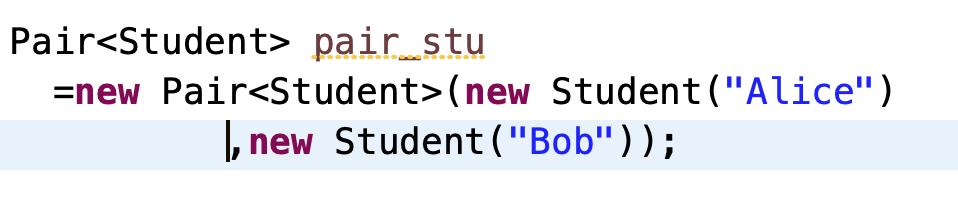 Pair<Student> pair_stu
=new Pair<Student>(new Student("Alice")
,new Student("Bob"));